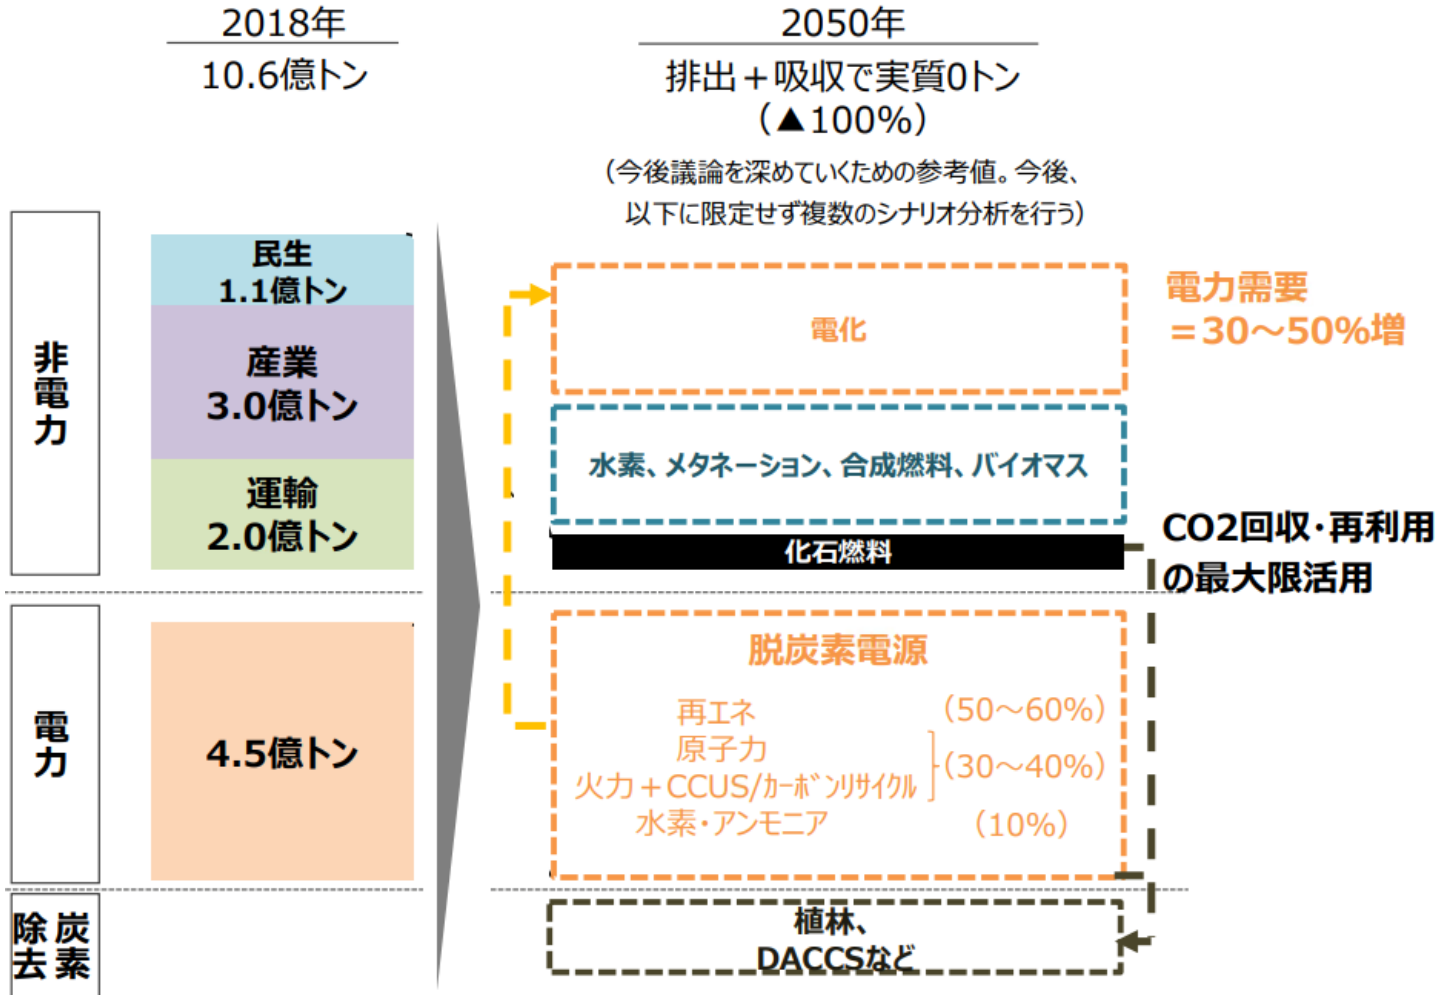 2018年
10.6億トン
2050年
排出＋吸収で実質0トン
（▲100%）
（今後議論を深めていくための参考値。今後、
以下に限定せず複数のシナリオ分析を行う）
非電力
民生
1.1億トン
産業
3.0億トン
運輸
2.0億トン
電化
電力需要
＝30～50%増
水素、メタネーション、合成燃料、バイオマス
化石燃料
CO2回収・再利用
の最大限活用
電力
4.5億トン
脱炭素電源
再エネ （50～60%）
原子力
火力＋CCUS/カーボンリサイクル （30～40%）
水素・アンモニア （10%）
炭素
除去
植林、
DACCSなど